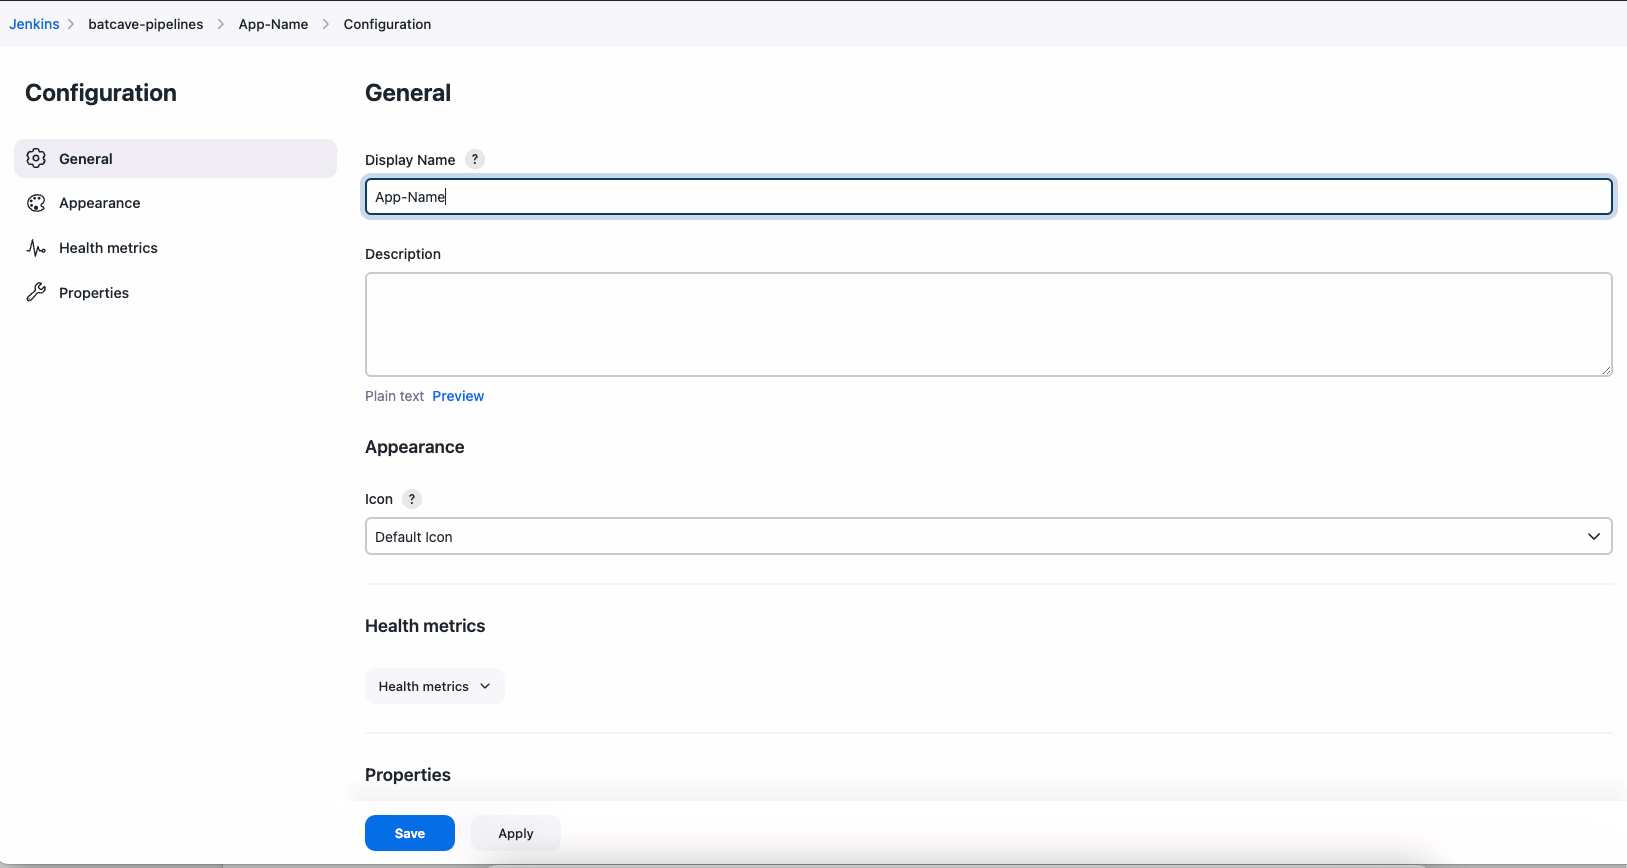 Jenkins > batcave-pipelines > App-Name > Configuration
Configuration
General
Appearance
Health metrics
Properties
General
Display Name ?
App-Name
Description
Plain text Preview
Appearance
Icon ?
Default Icon
Health metrics
Health metrics
Properties
Save Apply